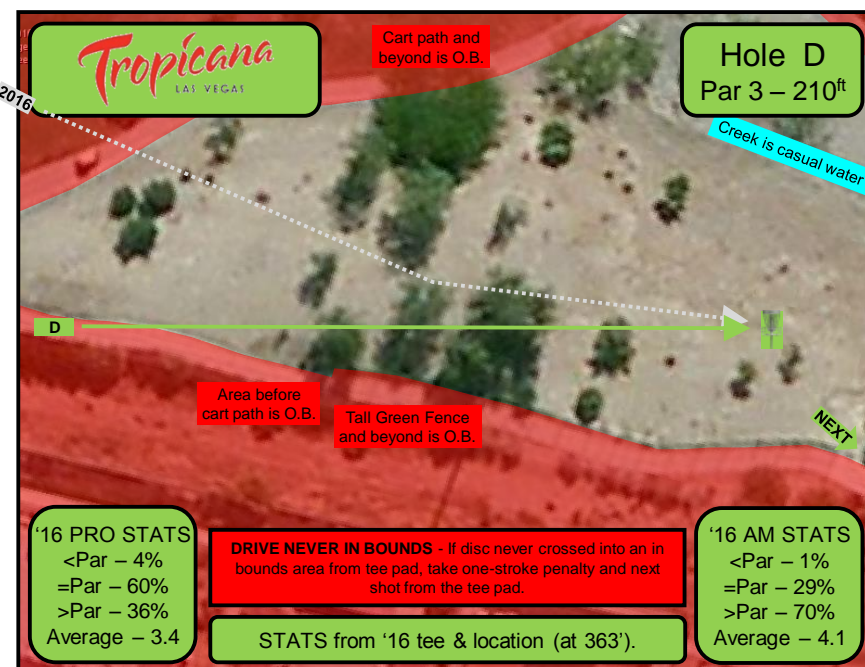 Tropicana
LAS VEGAS
Cart path and
beyond is O.B.
Hole D
Par 3 – 210ft
2016
Creek is casual water
D
Area before
cart path is O.B.
Tall Green Fence
and beyond is O.B.
NEXT
‘16 PRO STATS
<Par – 4%
=Par – 60%
>Par – 36%
Average – 3.4
DRIVE NEVER IN BOUNDS - If disc never crossed into an in
bounds area from tee pad, take one-stroke penalty and next
shot from the tee pad.
STATS from ‘16 tee & location (at 363’).
‘16 AM STATS
<Par – 1%
=Par – 29%
>Par – 70%
Average – 4.1